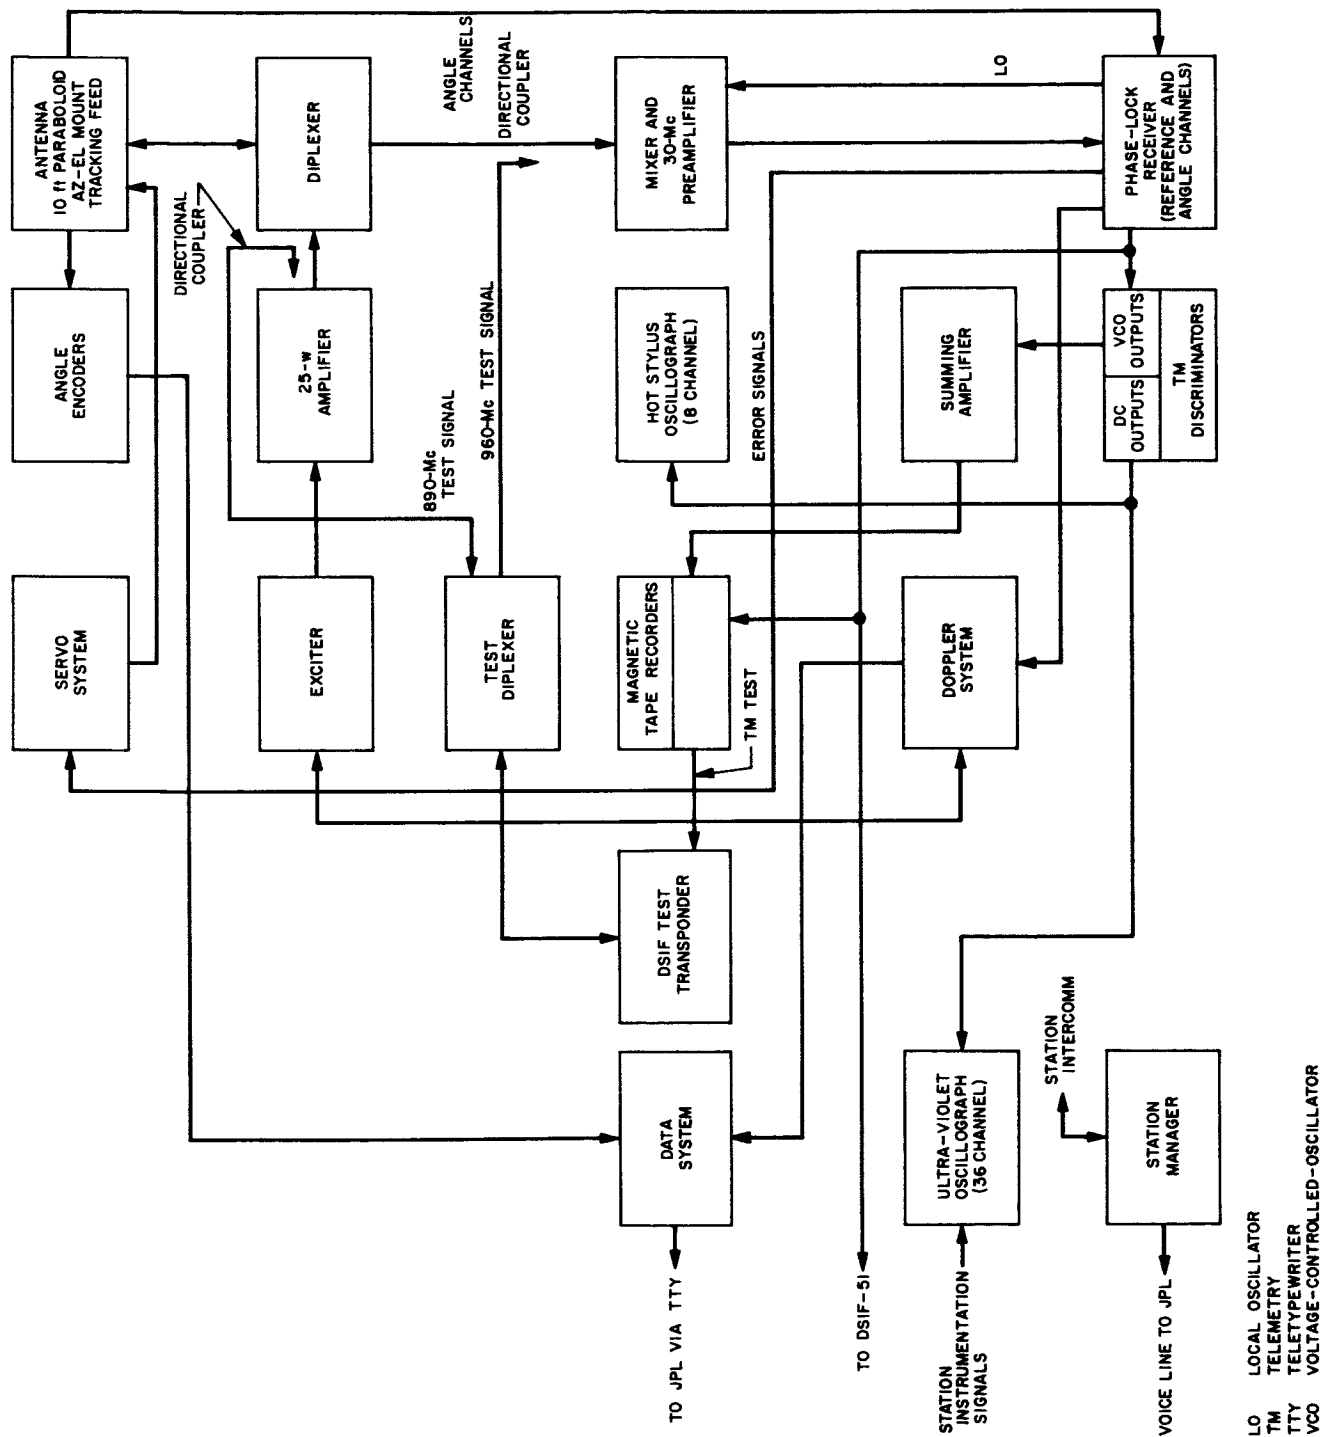 ANTENNA
10 ft PARABOLOID
AZ-EL MOUNT
TRACKING FEED
DIPLEXER
ANGLE
CHANNELS
DIRECTIONAL
COUPLER
MIXER AND
30-Mc
PREAMPLIFIER
LO
PHASE-LOCK
RECEIVER
(REFERENCE AND
ANGLE CHANNELS)
DIRECTIONAL
COUPLER
ANGLE
ENCODERS
25-w
AMPLIFIER
960-Mc TEST SIGNAL
890-Mc
TEST SIGNAL
HOT STYLUS
OSCILLOGRAPH
(8 CHANNEL)
ERROR SIGNALS
SUMMING
AMPLIFIER
DC
OUTPUTS
VCO
OUTPUTS
TM
DISCRIMINATORS
SERVO
SYSTEM
EXCITER
TEST
DIPLEXER
MAGNETIC
TAPE RECORDERS
TM TEST
DOPPLER
SYSTEM
DSIF TEST
TRANSPONDER
DATA
SYSTEM
ULTRA-VIOLET
OSCILLOGRAPH
(36 CHANNEL)
STATION
INTERCOMM
STATION
MANAGER
TO JPL VIA TTY
TO DSIF-51
STATION
INSTRUMENTATION
SIGNALS
VOICE LINE TO JPL
LO LOCAL OSCILLATOR
TM TELEMETRY
TTY TELETYPEWRITER
VCO VOLTAGE-CONTROLLED-OSCILLATOR